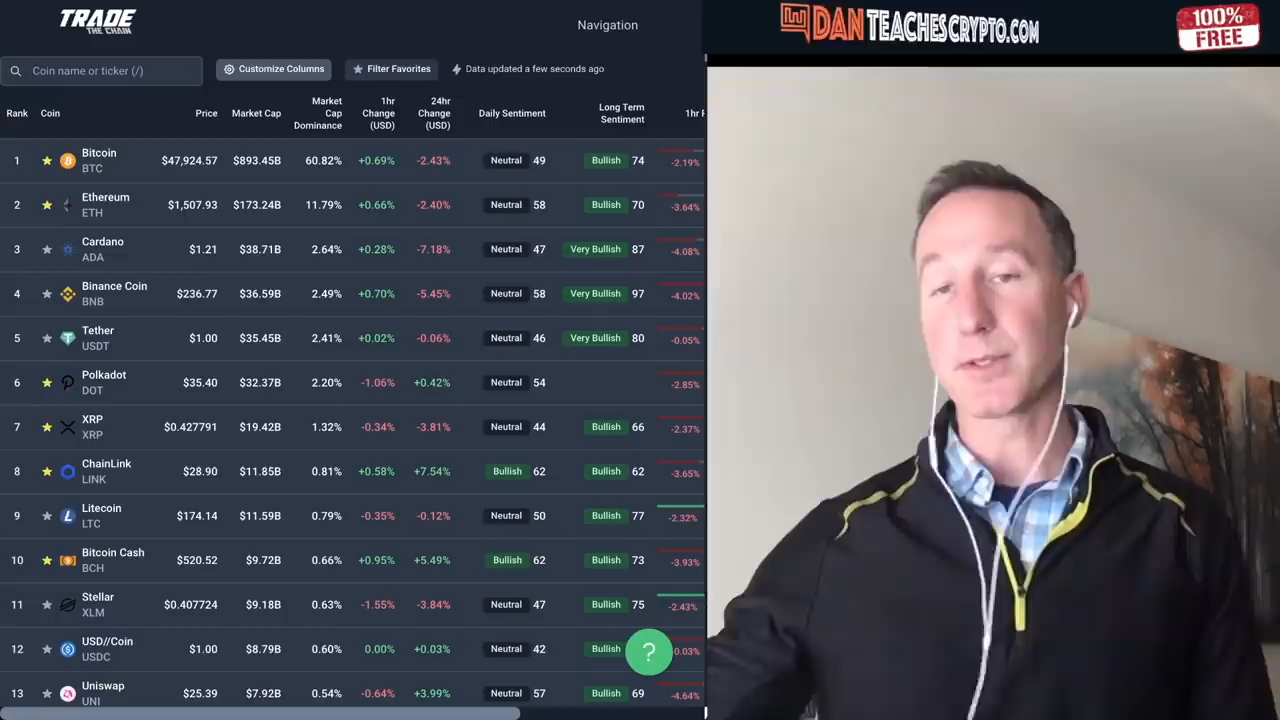 TRADE
THE CHAIN
Navigation
DANTEACHESCRYPTO.COM
100%
FREE
Coin name or ticker (/)
Customize Columns
Filter Favorites
Data updated a few seconds ago
Rank Coin Price Market Cap Market Cap Dominance 1hr Change (USD) 24hr Change (USD) Daily Sentiment Long Term Sentiment 1hr
1 Bitcoin BTC $47,924.57 $893.45B 60.82% +0.69% -2.43% Neutral 49 Bullish 74 -2.19%
2 Ethereum ETH $1,507.93 $173.24B 11.79% +0.66% -2.40% Neutral 58 Bullish 70 -3.64%
3 Cardano ADA $1.21 $38.71B 2.64% +0.28% -7.18% Neutral 47 Very Bullish 87 -4.08%
4 Binance Coin BNB $236.77 $36.59B 2.49% +0.70% -5.45% Neutral 58 Very Bullish 97 -4.02%
5 Tether USDT $1.00 $35.45B 2.41% +0.02% -0.06% Neutral 46 Very Bullish 80 -0.05%
6 Polkadot DOT $35.40 $32.37B 2.20% -1.06% +0.42% Neutral 54 -2.85%
7 XRP XRP $0.427791 $19.42B 1.32% -0.34% -3.81% Neutral 44 Bullish 66 -2.37%
8 ChainLink LINK $28.90 $11.85B 0.81% +0.58% +7.54% Bullish 62 Bullish 62 -3.65%
9 Litecoin LTC $174.14 $11.59B 0.79% -0.35% -0.12% Neutral 50 Bullish 77 -2.32%
10 Bitcoin Cash BCH $520.52 $9.72B 0.66% +0.95% +5.49% Bullish 62 Bullish 73 -3.93%
11 Stellar XLM $0.407724 $9.18B 0.63% -1.55% -3.84% Neutral 47 Bullish 75 -2.43%
12 USD//Coin USDC $1.00 $8.79B 0.60% 0.00% +0.03% Neutral 42 Bullish ? 0.03%
13 Uniswap UNI $25.39 $7.92B 0.54% -0.64% +3.99% Neutral 57 Bullish 69 -4.64%